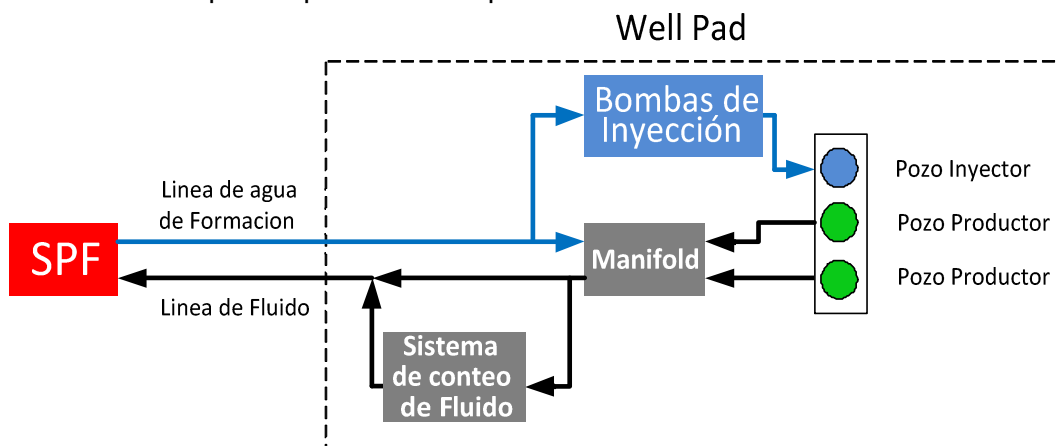 Well Pad
Bombas de
Inyección
Pozo Inyector
Linea de agua
de Formacion
Pozo Productor
SPF
Manifold
Pozo Productor
Linea de Fluido
Sistema
de conteo
de Fluido